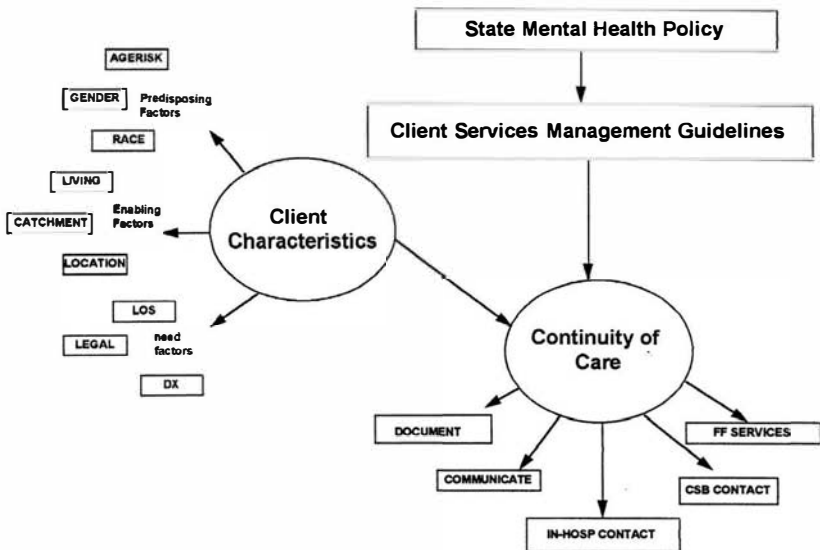 State Mental Health Policy
Client Services Management Guidelines
AGERISK
GENDER
Predisposing
Factors
RACE
LIVING
CATCHMENT
Enabling
Factors
LOCATION
LOS
LEGAL
need
factors
DX
Client
Characteristics
Continuity of
Care
DOCUMENT
COMMUNICATE
IN-HOSP CONTACT
CSB CONTACT
FF SERVICES